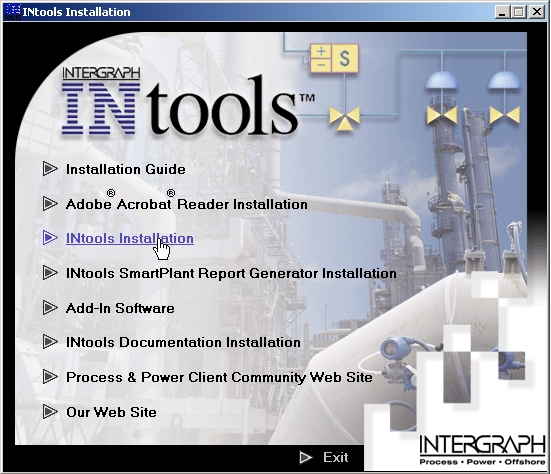 INtools Installation
INTERGRAPH
INtools™
S
Installation Guide
Adobe® Acrobat® Reader Installation
INtools Installation
INtools SmartPlant Report Generator Installation
Add-In Software
INtools Documentation Installation
Process & Power Client Community Web Site
Our Web Site
Exit
INTERGRAPH
Process • Power • Offshore